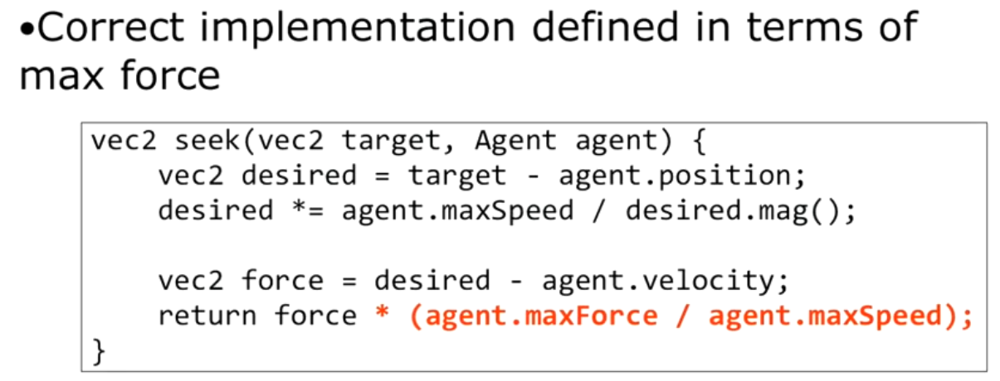 •Correct implementation defined in terms of
max force
vec2 seek(vec2 target, Agent agent) {
    vec2 desired = target - agent.position;
    desired *= agent.maxSpeed / desired.mag();
    vec2 force = desired - agent.velocity;
    return force * (agent.maxForce / agent.maxSpeed);
}